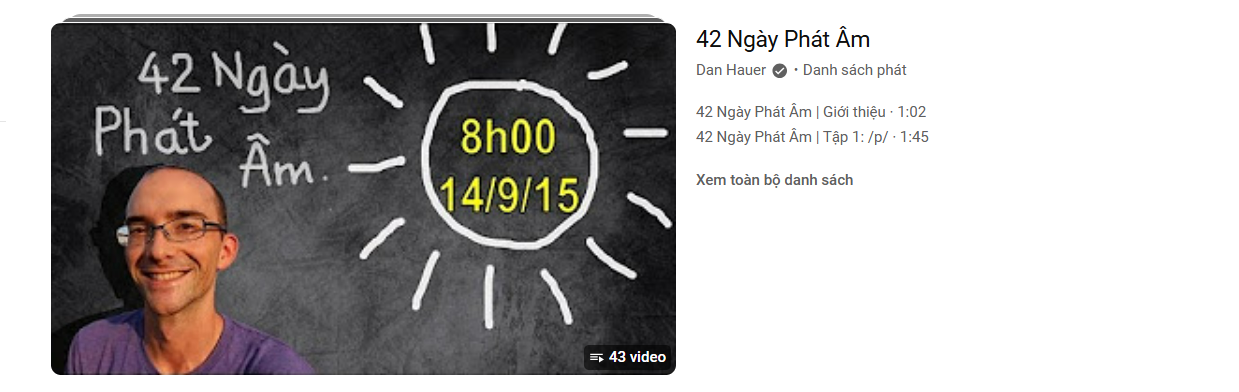 42 Ngày
Phát
Âm.
8h00
14/9/15
43 video
42 Ngày Phát Âm
Dan Hauer • Danh sách phát
42 Ngày Phát Âm | Giới thiệu · 1:02
42 Ngày Phát Âm | Tập 1: /p/ · 1:45
Xem toàn bộ danh sách